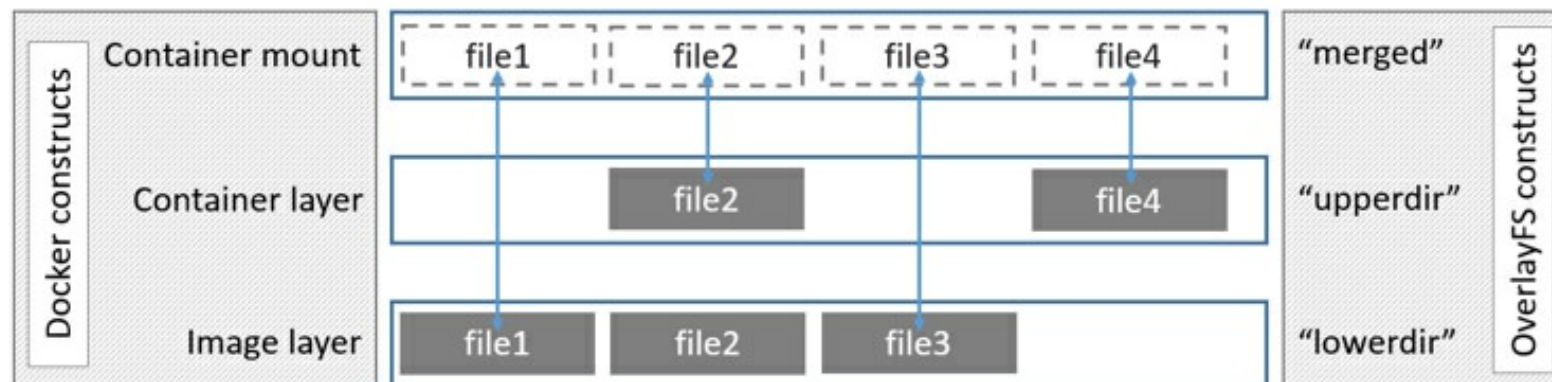 Docker constructs
Container mount
file1 file2 file3 file4
“merged”
Container layer
file2 file4
“upperdir”
Image layer
file1 file2 file3
“lowerdir”
OverlayFS constructs